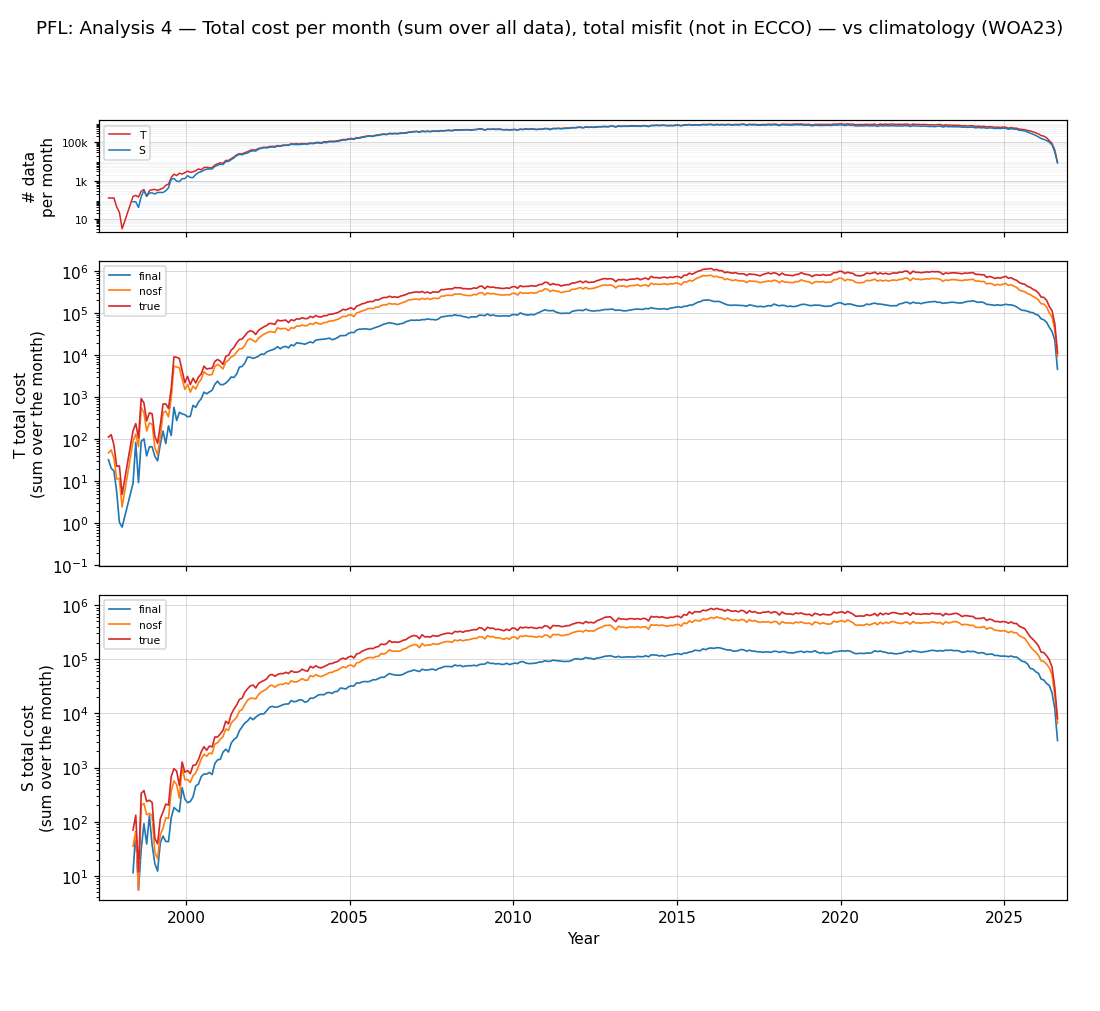 PFL: Analysis 4 — Total cost per month (sum over all data), total misfit (not in ECCO) — vs climatology (WOA23)
# data
per month
100k
1k
10
T
S
T total cost
(sum over the month)
10⁶
10⁵
10⁴
10³
10²
10¹
10⁰
10⁻¹
final
nosf
true
S total cost
(sum over the month)
10⁶
10⁵
10⁴
10³
10²
10¹
final
nosf
true
2000
2005
2010
2015
2020
2025
Year